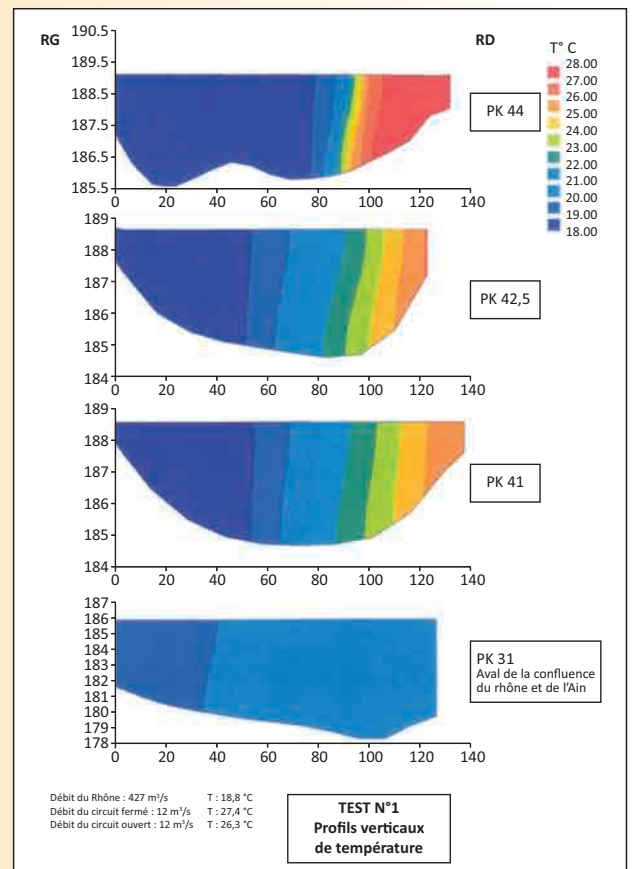 RG
RD
T° C
28.00
27.00
26.00
25.00
24.00
23.00
22.00
21.00
20.00
19.00
18.00
190.5
189.5
188.5
187.5
186.5
185.5
0 20 40 60 80 100 120 140
PK 44
189
188
187
186
185
184
0 20 40 60 80 100 120 140
PK 42,5
189
188
187
186
185
184
0 20 40 60 80 100 120 140
PK 41
187
186
185
184
183
182
181
180
179
178
0 20 40 60 80 100 120 140
PK 31
Aval de la confluence
du rhône et de l'Ain
Débit du Rhône : 427 m³/s T : 18,8 °C
Débit du circuit fermé : 12 m³/s T : 27,4 °C
Débit du circuit ouvert : 12 m³/s T : 26,3 °C
TEST N°1
Profils verticaux
de température